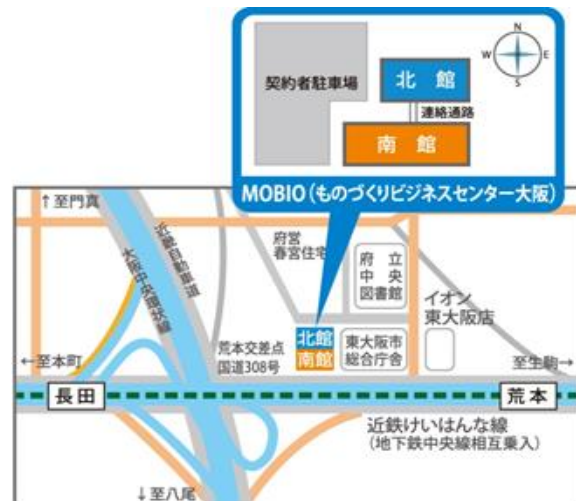 N
W
E
S
契約者駐車場
北館
連絡通路
南館
MOBIO(ものづくりビジネスセンター大阪)
↑至門真
近畿自動車道
大阪中央環状線
府営
春宮住宅
府立
中央
図書館
イオン
東大阪店
荒本交差点
国道308号
北館
南館
東大阪市
総合庁舎
←至本町
至生駒→
長田
荒本
近鉄けいはんな線
(地下鉄中央線相互乗入)
↓至八尾